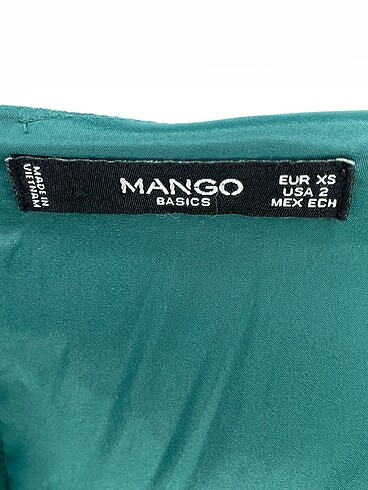 MADE IN
VIETNAM
MANGO
BASICS
EUR XS
USA 2
MEX ECH